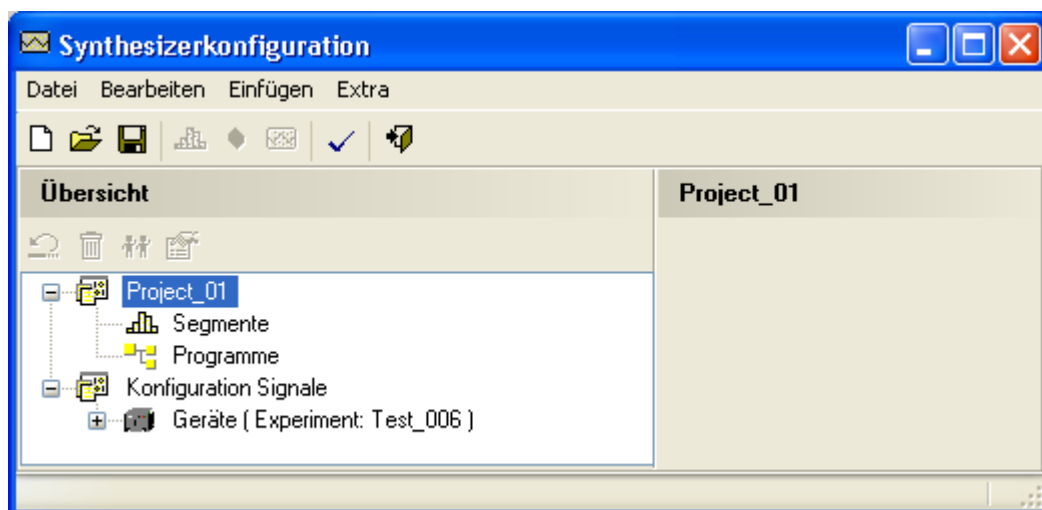 Synthesizerkonfiguration
Datei Bearbeiten Einfügen Extra
Übersicht
Project_01
Project_01
Segmente
Programme
Konfiguration Signale
Geräte ( Experiment: Test_006 )